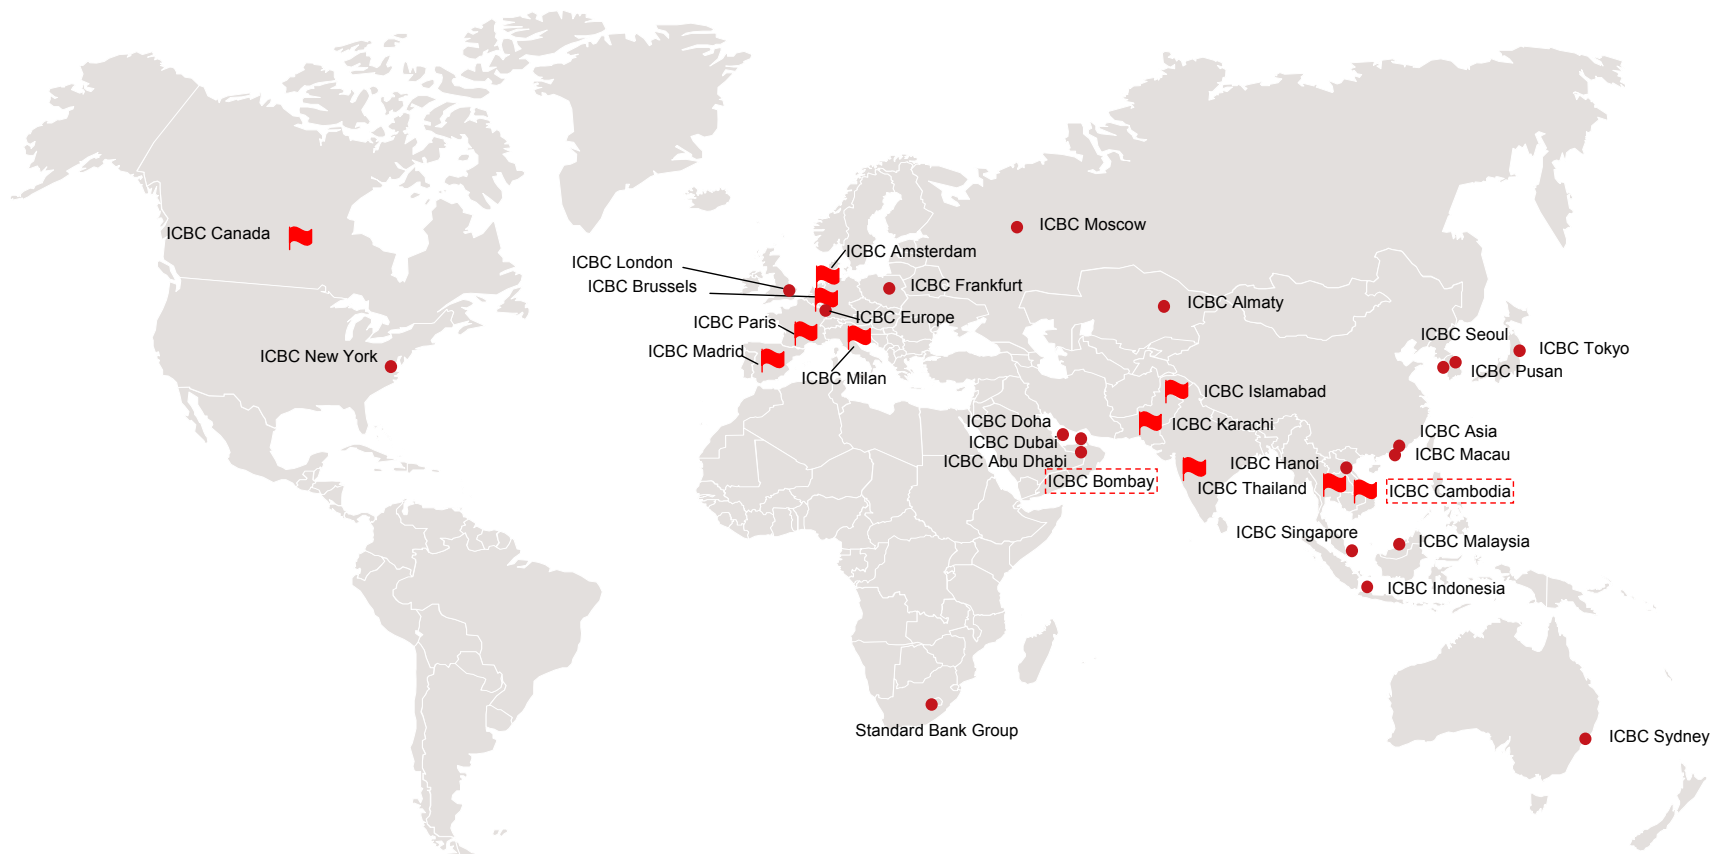 ICBC Moscow
ICBC Canada
ICBC Amsterdam
ICBC London
ICBC Brussels
ICBC Frankfurt
ICBC Almaty
ICBC Europe
ICBC Paris
ICBC Seoul
ICBC Tokyo
ICBC Madrid
ICBC New York
ICBC Pusan
ICBC Milan
ICBC Islamabad
ICBC Doha
ICBC Karachi
ICBC Asia
ICBC Dubai
ICBC Macau
ICBC Abu Dhabi
ICBC Hanoi
ICBC Bombay
ICBC Thailand
ICBC Cambodia
ICBC Singapore
ICBC Malaysia
ICBC Indonesia
Standard Bank Group
ICBC Sydney